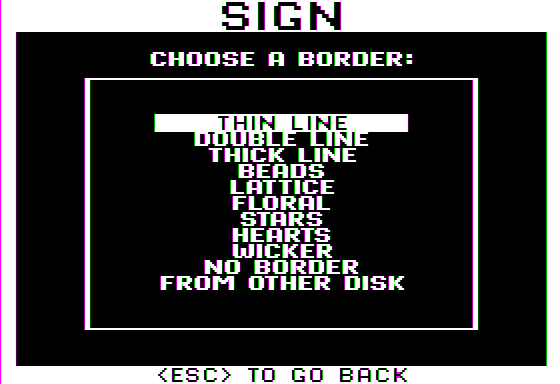 SIGN
CHOOSE A BORDER:
THIN LINE
DOUBLE LINE
THICK LINE
BEADS
LATTICE
FLORAL
STARS
HEARTS
WICKER
NO BORDER
FROM OTHER DISK
<ESC> TO GO BACK